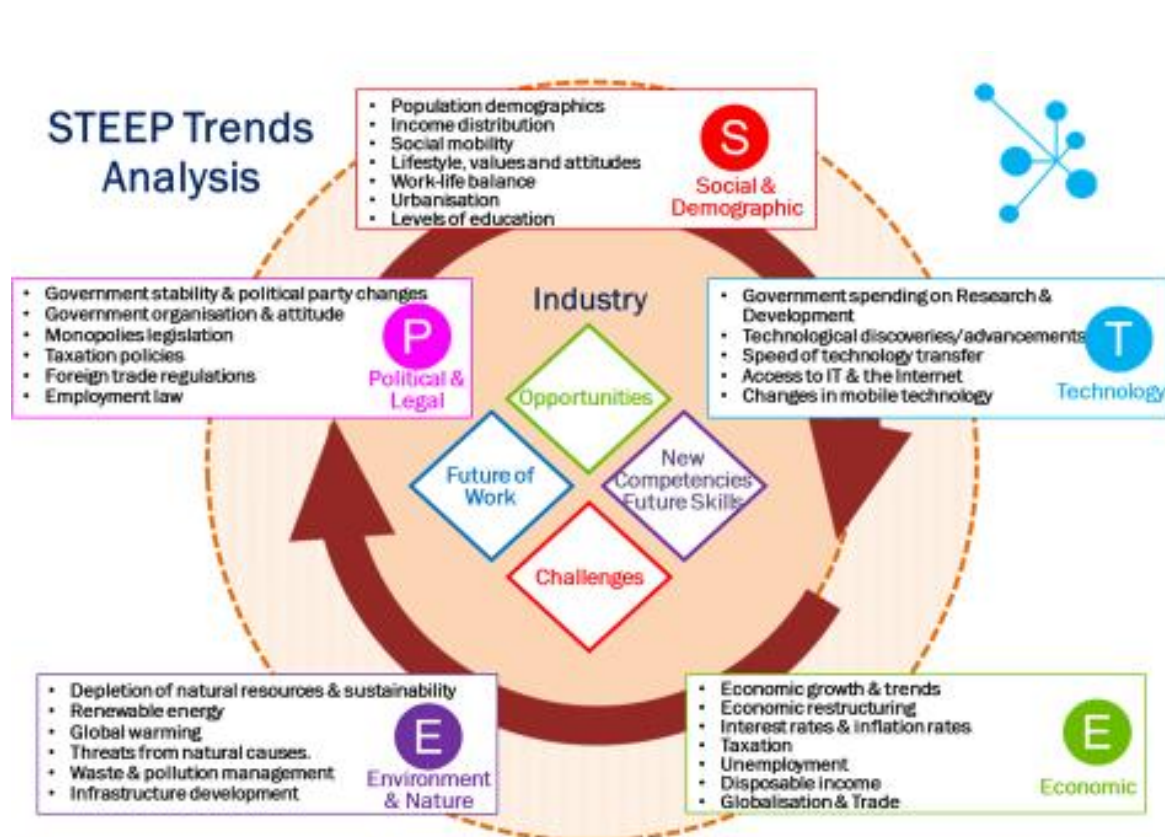 STEEP Trends
Analysis
• Population demographics
• Income distribution
• Social mobility
• Lifestyle, values and attitudes
• Work-life balance
• Urbanisation
• Levels of education
S
Social &
Demographic
• Government stability & political party changes
• Government organisation & attitude
• Monopolies legislation
• Taxation policies
• Foreign trade regulations
• Employment law
P
Political &
Legal
Industry
Opportunities
Future of
Work
New
Competencies
Future Skills
Challenges
• Government spending on Research &
Development
• Technological discoveries/advancements
• Speed of technology transfer
• Access to IT & the Internet
• Changes in mobile technology
T
Technology
• Depletion of natural resources & sustainability
• Renewable energy
• Global warming
• Threats from natural causes.
• Waste & pollution management
• Infrastructure development
E
Environment
& Nature
• Economic growth & trends
• Economic restructuring
• Interest rates & inflation rates
• Taxation
• Unemployment
• Disposable income
• Globalisation & Trade
E
Economic